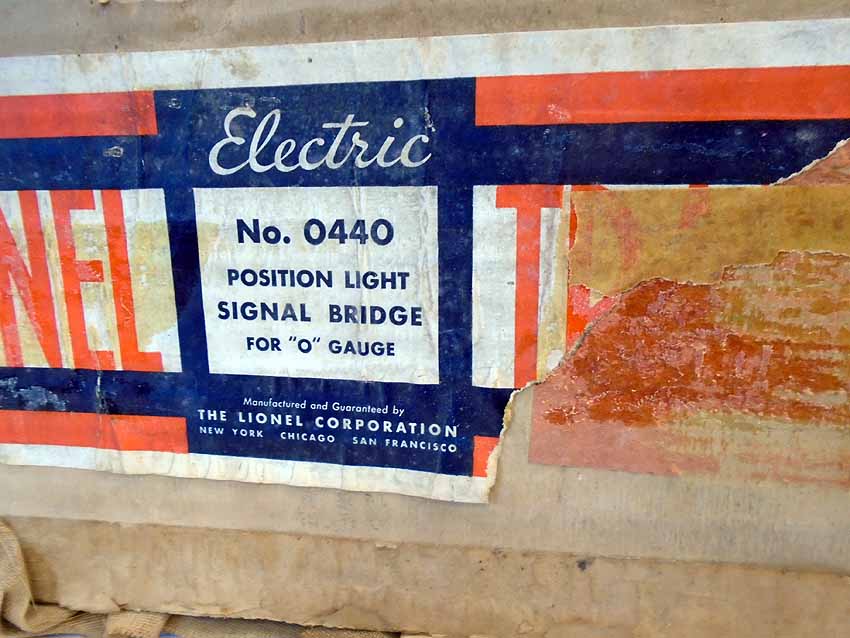 Electric
NEL
No. 0440
POSITION LIGHT
SIGNAL BRIDGE
FOR "O" GAUGE
T
Manufactured and Guaranteed by
THE LIONEL CORPORATION
NEW YORK CHICAGO SAN FRANCISCO